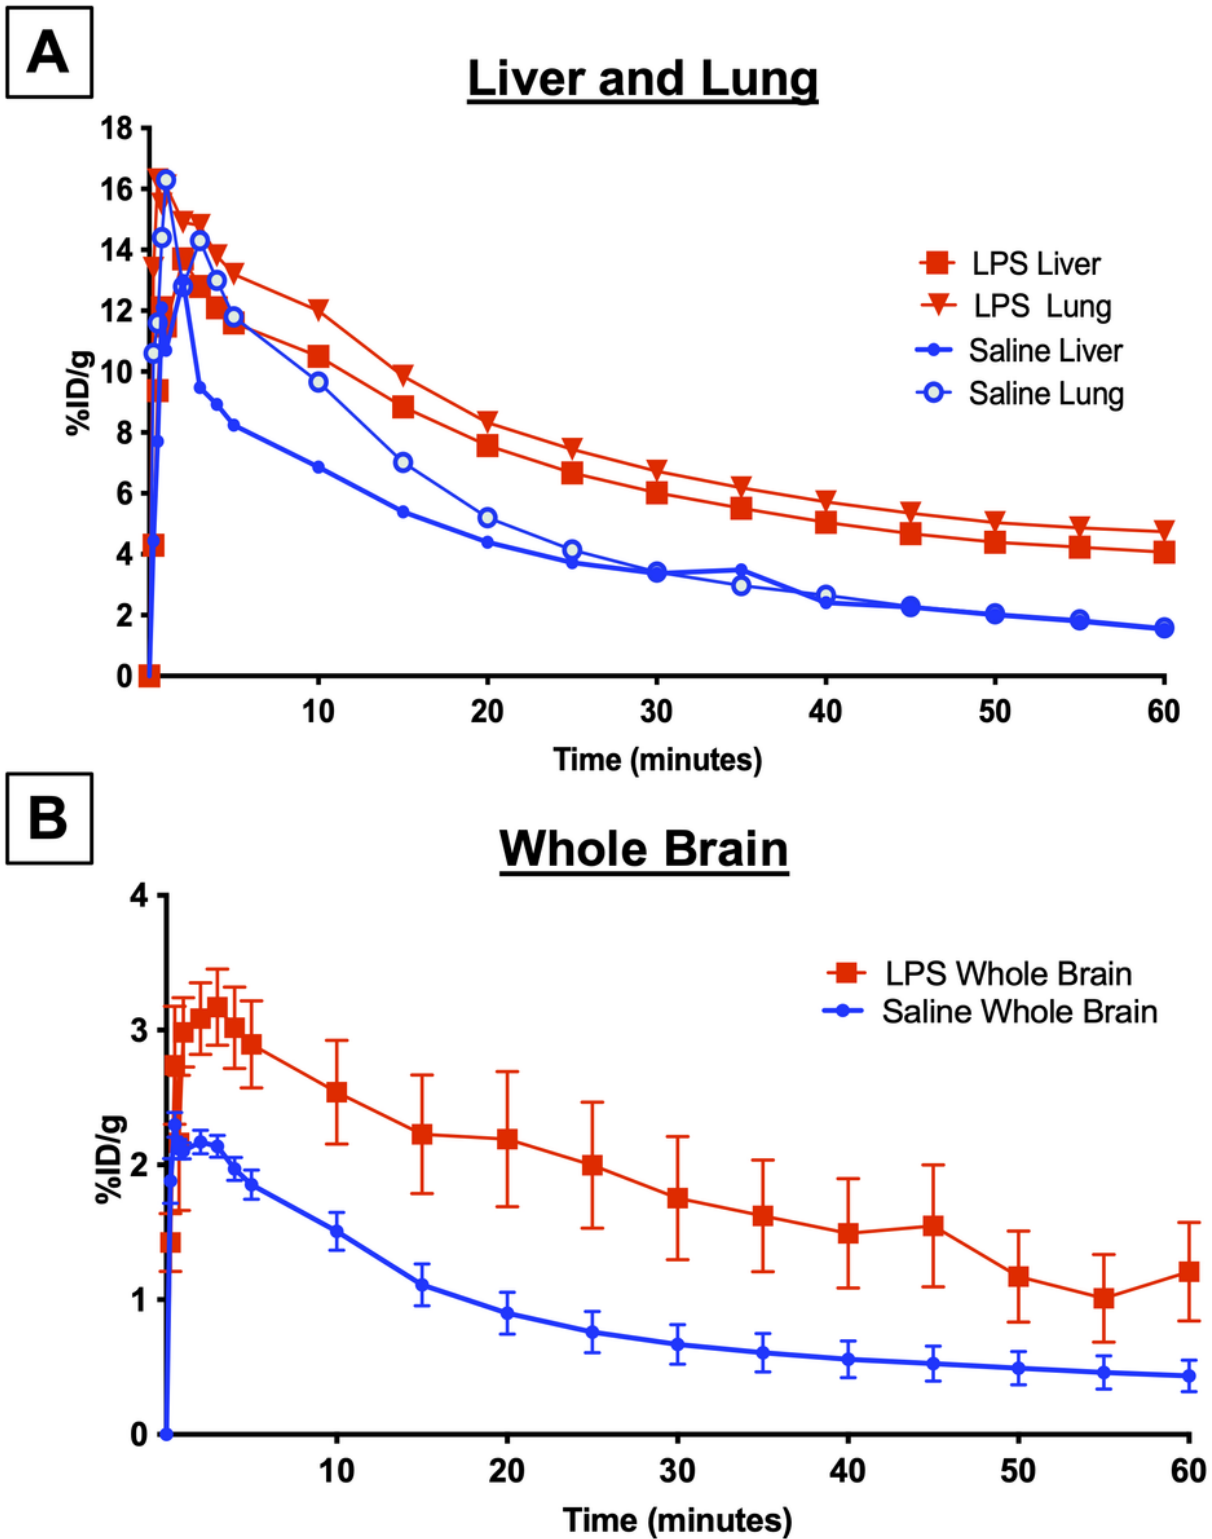 A
Liver and Lung
18
16
14
12
10
8
6
4
2
0
%ID/g
LPS Liver
LPS Lung
Saline Liver
Saline Lung
10 20 30 40 50 60
Time (minutes)
B
Whole Brain
4
3
2
1
0
%ID/g
LPS Whole Brain
Saline Whole Brain
10 20 30 40 50 60
Time (minutes)